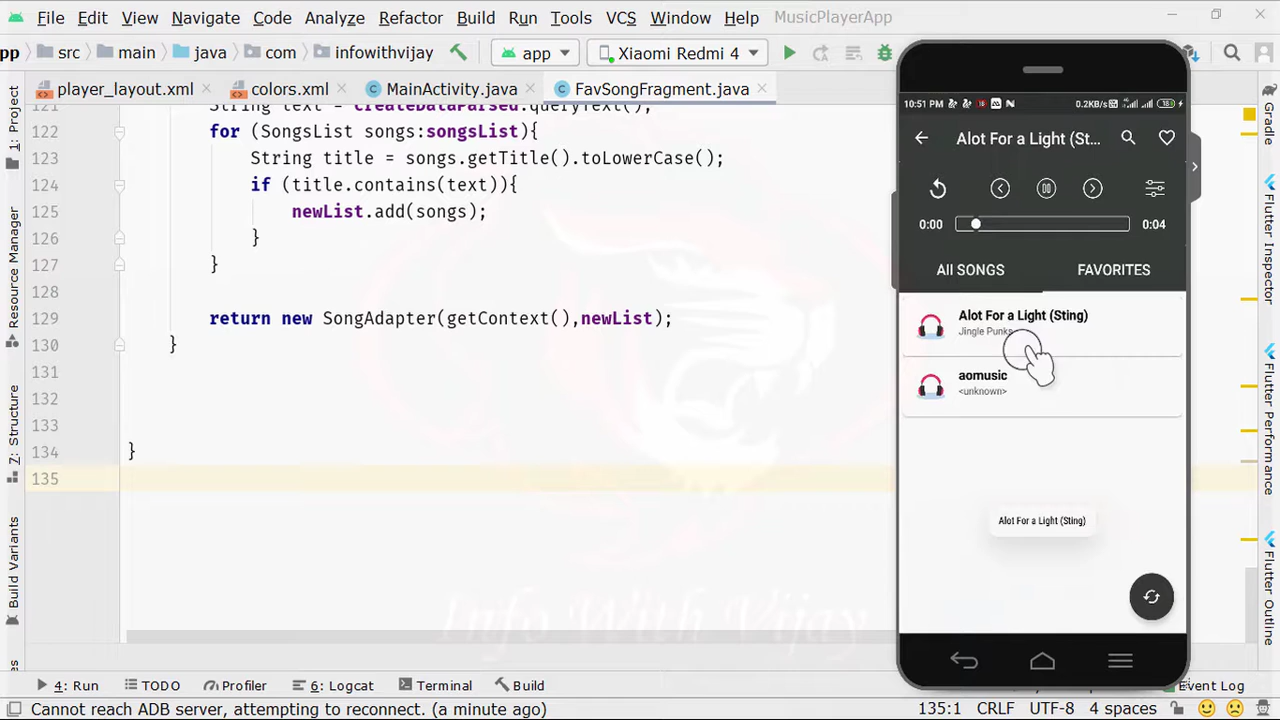 File Edit View Navigate Code Analyze Refactor Build Run Tools VCS Window Help MusicPlayerApp
pp src main java com infowithvijay app Xiaomi Redmi 4
player_layout.xml colors.xml MainActivity.java FavSongFragment.java
121 String text = createDataParsed.queryText();
122 for (SongsList songs:songsList){
123 String title = songs.getTitle().toLowerCase();
124 if (title.contains(text)){
125 newList.add(songs);
126 }
127 }
128
129 return new SongAdapter(getContext(),newList);
130 }
131
132
133
134 }
135
1: Project
Resource Manager
Z: Structure
Build Variants
Gradle
Flutter Inspector
Flutter Performance
Flutter Outline
10:51 PM 0.2KB/s
Alot For a Light (St...
0:00 0:04
All SONGS FAVORITES
Alot For a Light (Sting)
Jingle Punks
aomusic
<unknown>
Alot For a Light (Sting)
Info With Vijay
4: Run TODO Profiler 6: Logcat Terminal Build Event Log
Cannot reach ADB server, attempting to reconnect. (a minute ago) 135:1 CRLF UTF-8 4 spaces